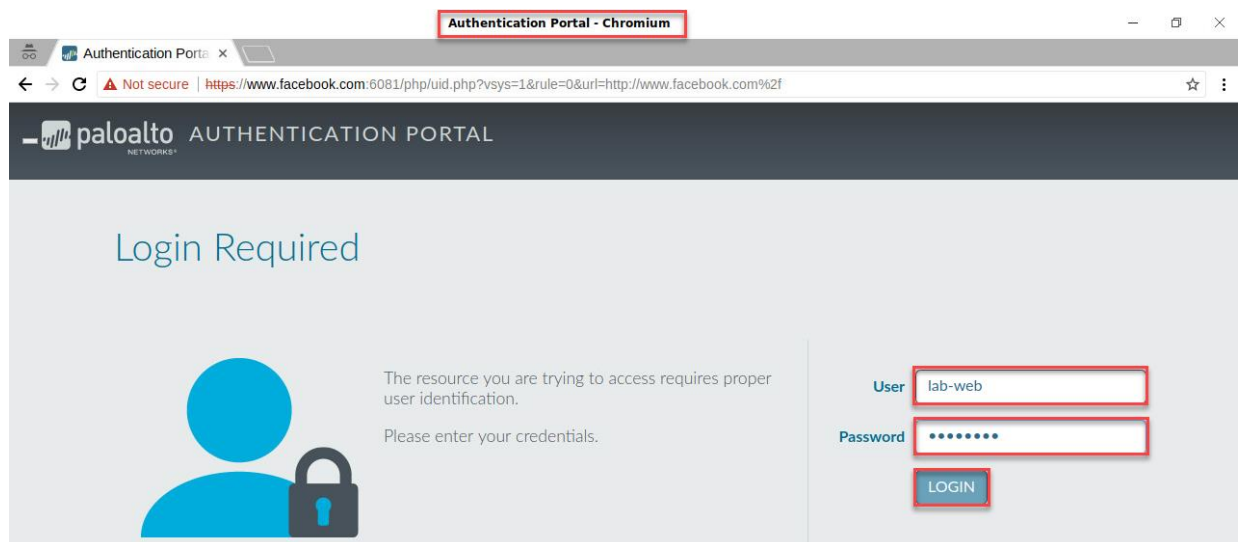 Authentication Portal - Chromium
Authentication Porta
Not secure | https://www.facebook.com:6081/php/uid.php?vsys=1&rule=0&url=http://www.facebook.com%2f
paloalto NETWORKS AUTHENTICATION PORTAL
Login Required
The resource you are trying to access requires proper
user identification.
Please enter your credentials.
User lab-web
Password ••••••••
LOGIN